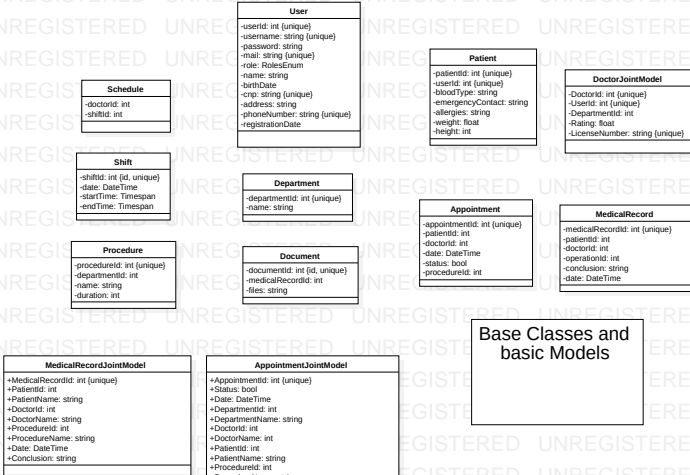 User
-userId: int {unique}
-username: string {unique}
-password: string
-mail: string {unique}
-role: RolesEnum
-name: string
-birthDate
-cnp: string {unique}
-address: string
-phoneNumber: string {unique}
-registrationDate
Patient
-patientId: int {unique}
-userId: int {unique}
-bloodType: string
-emergencyContact: string
-allergies: string
-weight: float
-height: int
DoctorJointModel
-DoctorId: int {unique}
-UserId: int {unique}
-DepartmentId: int
-Rating: float
-LicenseNumber: string {unique}
Schedule
-doctorId: int
-shiftId: int
Shift
-shiftId: int {id, unique}
-date: DateTime
-startTime: Timespan
-endTime: Timespan
Department
-departmentId: int {unique}
-name: string
Appointment
-appointmentId: int {unique}
-patientId: int
-doctorId: int
-date: DateTime
-status: bool
-procedureId: int
MedicalRecord
-medicalRecordId: int {unique}
-patientId: int
-doctorId: int
-operationId: int
-conclusion: string
-date: DateTime
Procedure
-procedureId: int {unique}
-departmentId: int
-name: string
-duration: int
Document
-documentId: int {id, unique}
-medicalRecordId: int
-files: string
Base Classes and
basic Models
MedicalRecordJointModel
+MedicalRecordId: int {unique}
+PatientId: int
+PatientName: string
+DoctorId: int
+DoctorName: string
+ProcedureId: int
+ProcedureName: string
+Date: DateTime
+Conclusion: string
AppointmentJointModel
+AppointmentId: int {unique}
+Status: bool
+Date: DateTime
+DepartmentId: int
+DepartmentName: string
+DoctorId: int
+DoctorName: int
+PatientId: int
+PatientName: string
+ProcedureId: int
UNREGISTERED